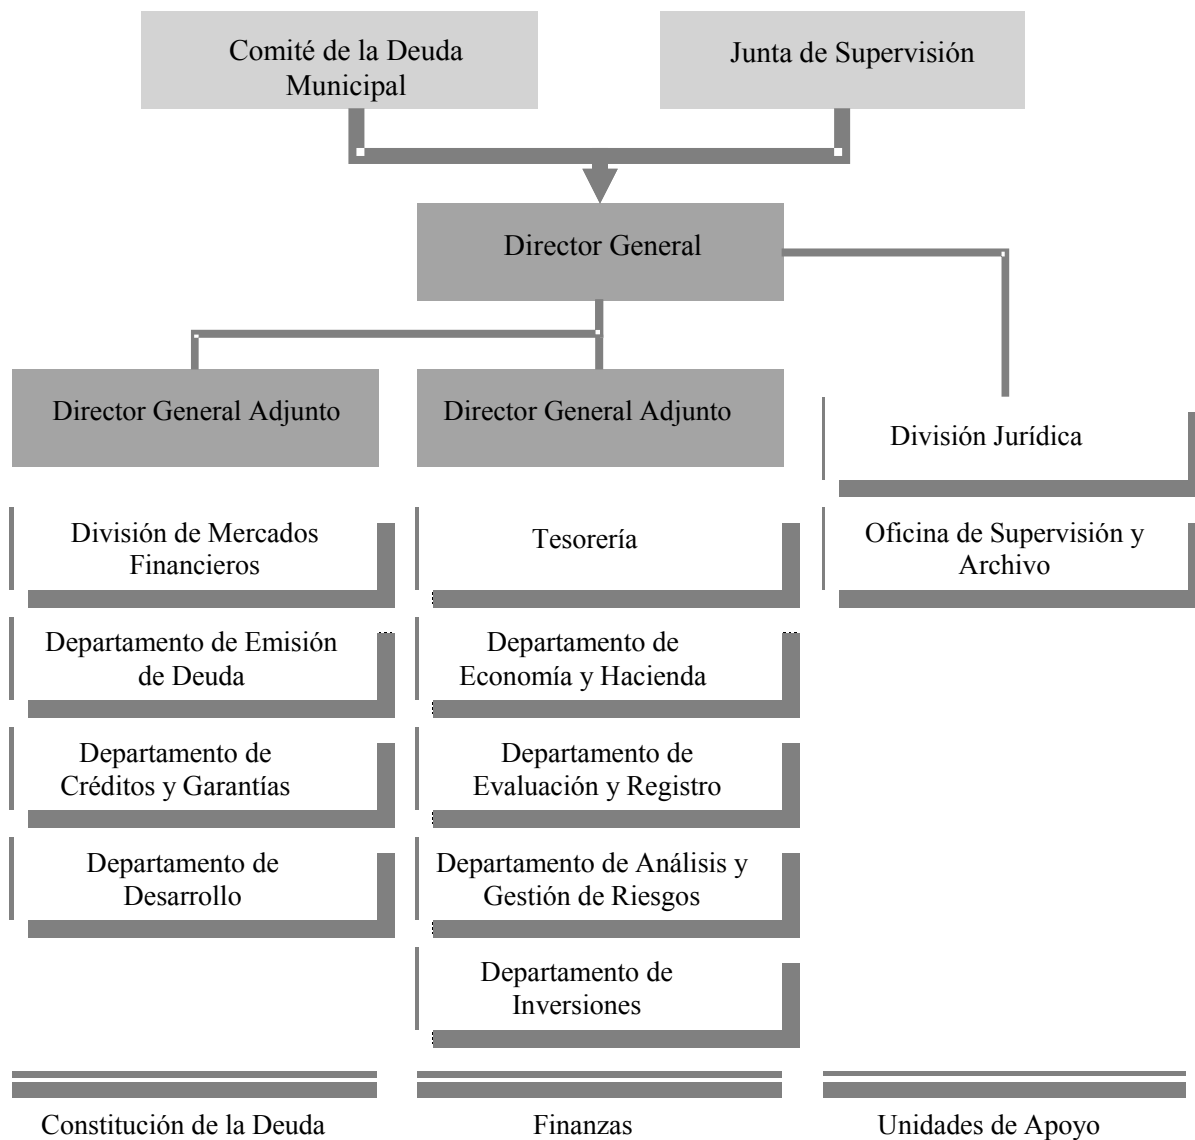 Comité de la Deuda
Municipal
Junta de Supervisión
Director General
Director General Adjunto
Director General Adjunto
División Jurídica
División de Mercados
Financieros
Tesorería
Oficina de Supervisión y
Archivo
Departamento de Emisión
de Deuda
Departamento de
Economía y Hacienda
Departamento de
Créditos y Garantías
Departamento de
Evaluación y Registro
Departamento de
Desarrollo
Departamento de Análisis y
Gestión de Riesgos
Departamento de
Inversiones
Constitución de la Deuda
Finanzas
Unidades de Apoyo